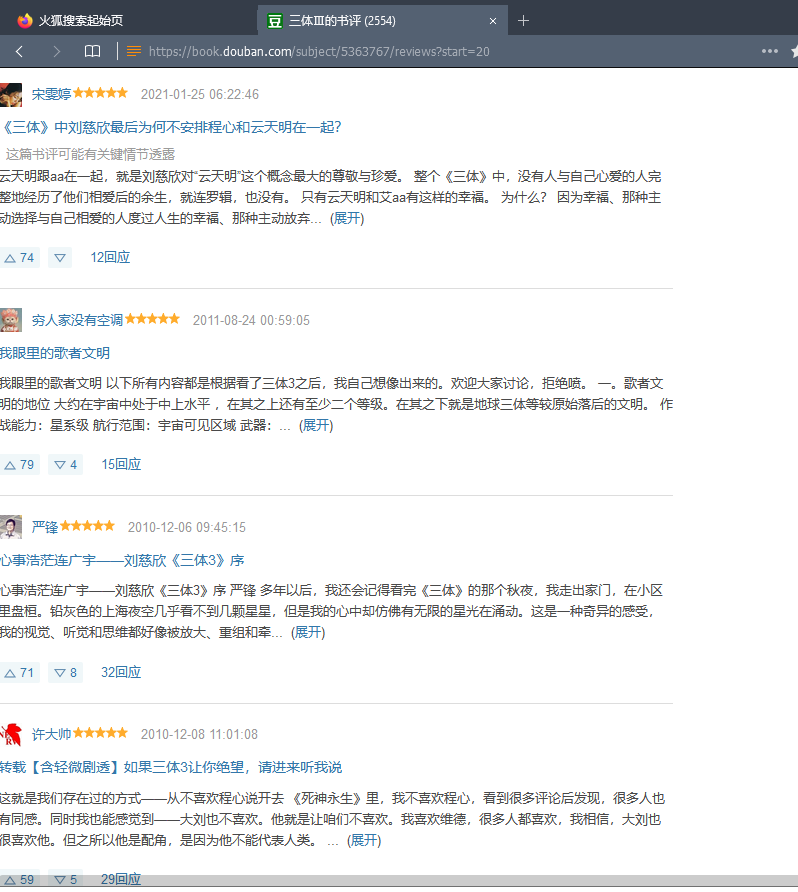 火狐搜索起始页
豆 三体Ⅲ的书评 (2554)
https://book.douban.com/subject/5363767/reviews?start=20
宋雯婷 2021-01-25 06:22:46
《三体》中刘慈欣最后为何不安排程心和云天明在一起？
这篇书评可能有关键情节透露
云天明跟aa在一起，就是刘慈欣对“云天明”这个概念最大的尊敬与珍爱。 整个《三体》中，没有人与自己心爱的人完
整地经历了他们相爱后的余生，就连罗辑，也没有。 只有云天明和艾aa有这样的幸福。 为什么？ 因为幸福、那种主
动选择与自己相爱的人度过人生的幸福、那种主动放弃... (展开)
74 12回应
穷人家没有空调 2011-08-24 00:59:05
我眼里的歌者文明
我眼里的歌者文明 以下所有内容都是根据看了三体3之后，我自己想像出来的。欢迎大家讨论，拒绝喷。 一。歌者文
明的地位 大约在宇宙中处于中上水平 ，在其之上还有至少二个等级。在其之下就是地球三体等较原始落后的文明。 作
战能力：星系级 航行范围：宇宙可见区域 武器：... (展开)
79 4 15回应
严锋 2010-12-06 09:45:15
心事浩茫连广宇——刘慈欣《三体3》序
心事浩茫连广宇——刘慈欣《三体3》序 严锋 多年以后，我还会记得看完《三体》的那个秋夜，我走出家门，在小区
里盘桓。铅灰色的上海夜空几乎看不到几颗星星，但是我的心中却仿佛有无限的星光在涌动。这是一种奇异的感受，
我的视觉、听觉和思维都好像被放大、重组和牵... (展开)
71 8 32回应
许大帅 2010-12-08 11:01:08
转载【含轻微剧透】如果三体3让你绝望，请进来听我说
这就是我们存在过的方式——从不喜欢程心说开去 《死神永生》里，我不喜欢程心，看到很多评论后发现，很多人也
有同感。同时我也能感觉到——大刘也不喜欢。他就是让咱们不喜欢。我喜欢维德，很多人都喜欢，我相信，大刘也
很喜欢他。但之所以他是配角，是因为他不能代表人类。 ... (展开)
59 5 29回应